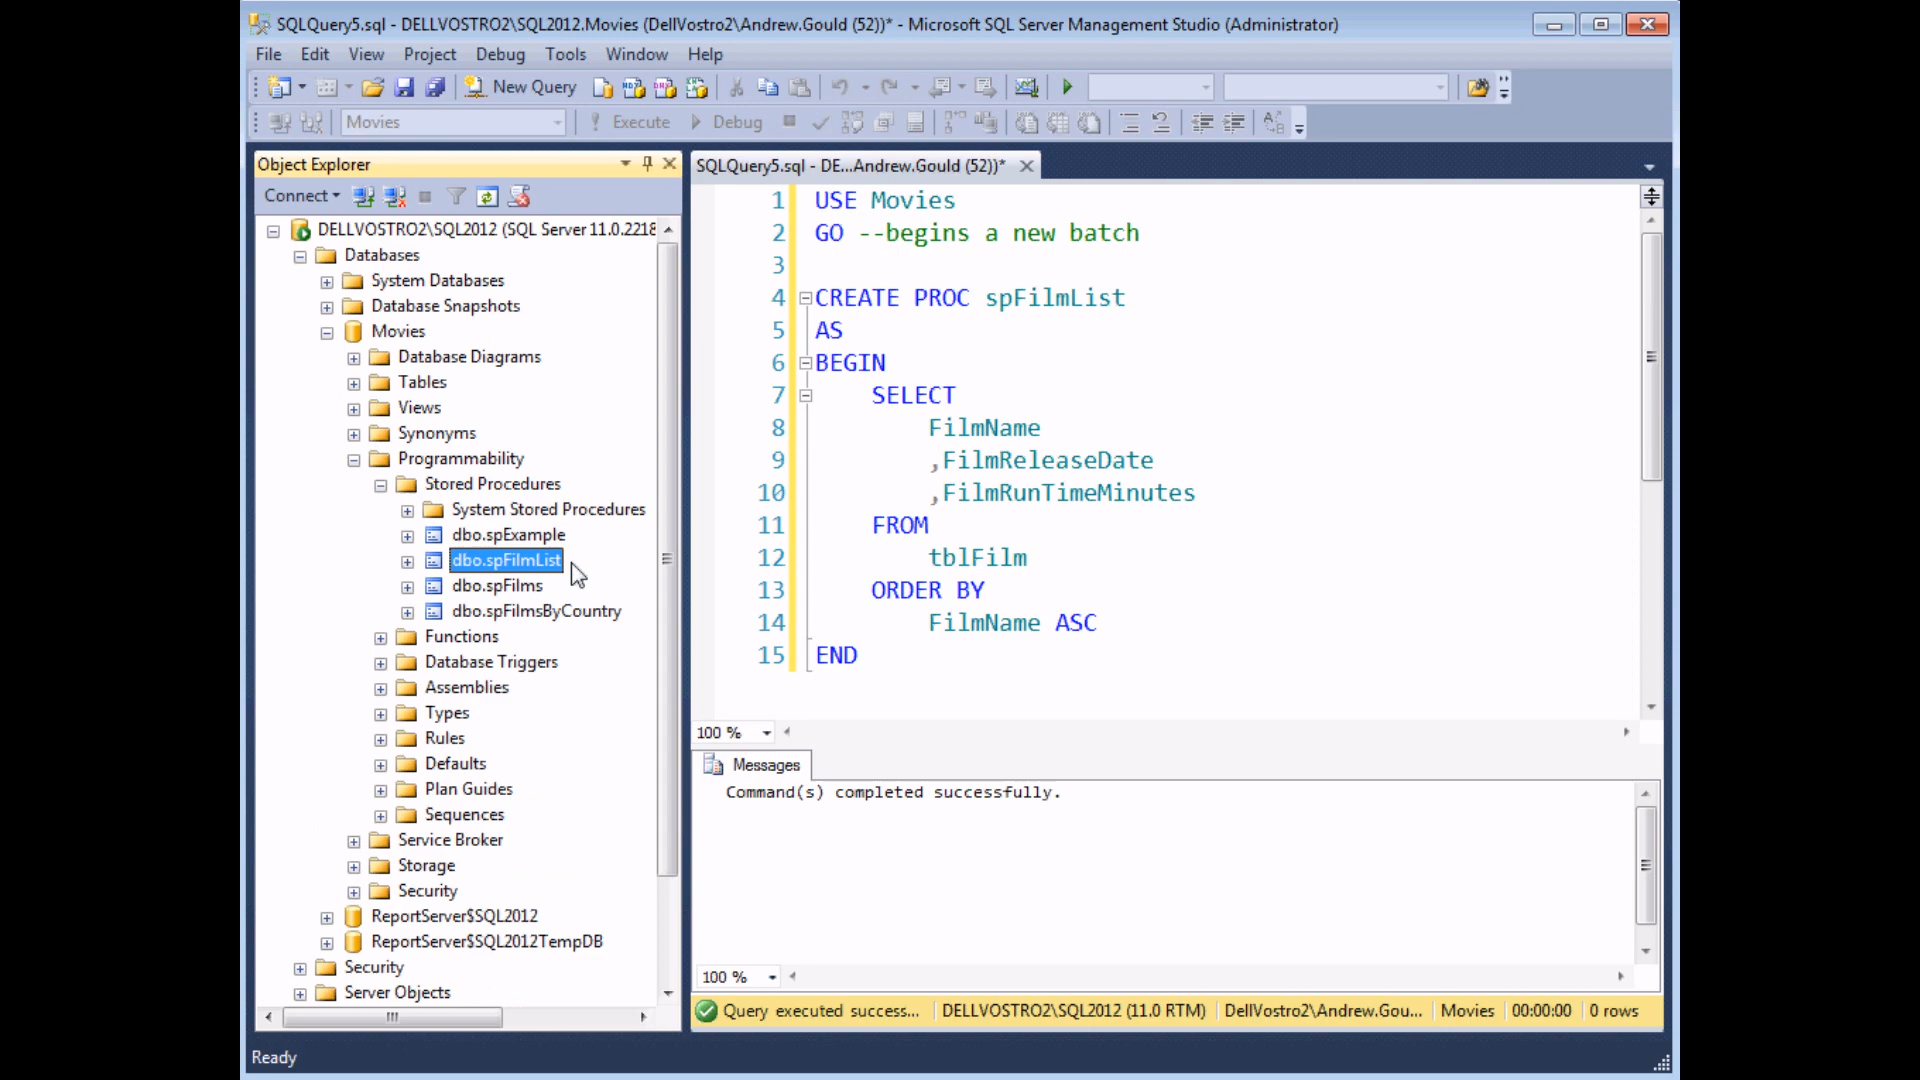 SQLQuery5.sql - DELLVOSTRO2\SQL2012.Movies (DellVostro2\Andrew.Gould (52))* - Microsoft SQL Server Management Studio (Administrator)
File Edit View Project Debug Tools Window Help
New Query
Movies Execute Debug
Object Explorer
Connect
DELLVOSTRO2\SQL2012 (SQL Server 11.0.2218
Databases
System Databases
Database Snapshots
Movies
Database Diagrams
Tables
Views
Synonyms
Programmability
Stored Procedures
System Stored Procedures
dbo.spExample
dbo.spFilmList
dbo.spFilms
dbo.spFilmsByCountry
Functions
Database Triggers
Assemblies
Types
Rules
Defaults
Plan Guides
Sequences
Service Broker
Storage
Security
ReportServer$SQL2012
ReportServer$SQL2012TempDB
Security
Server Objects
SQLQuery5.sql - DE...Andrew.Gould (52))*
1 USE Movies
2 GO --begins a new batch
3
4 CREATE PROC spFilmList
5 AS
6 BEGIN
7 SELECT
8 FilmName
9 ,FilmReleaseDate
10 ,FilmRunTimeMinutes
11 FROM
12 tblFilm
13 ORDER BY
14 FilmName ASC
15 END
100 %
Messages
Command(s) completed successfully.
100 %
Query executed success... DELLVOSTRO2\SQL2012 (11.0 RTM) DellVostro2\Andrew.Gou... Movies 00:00:00 0 rows
Ready